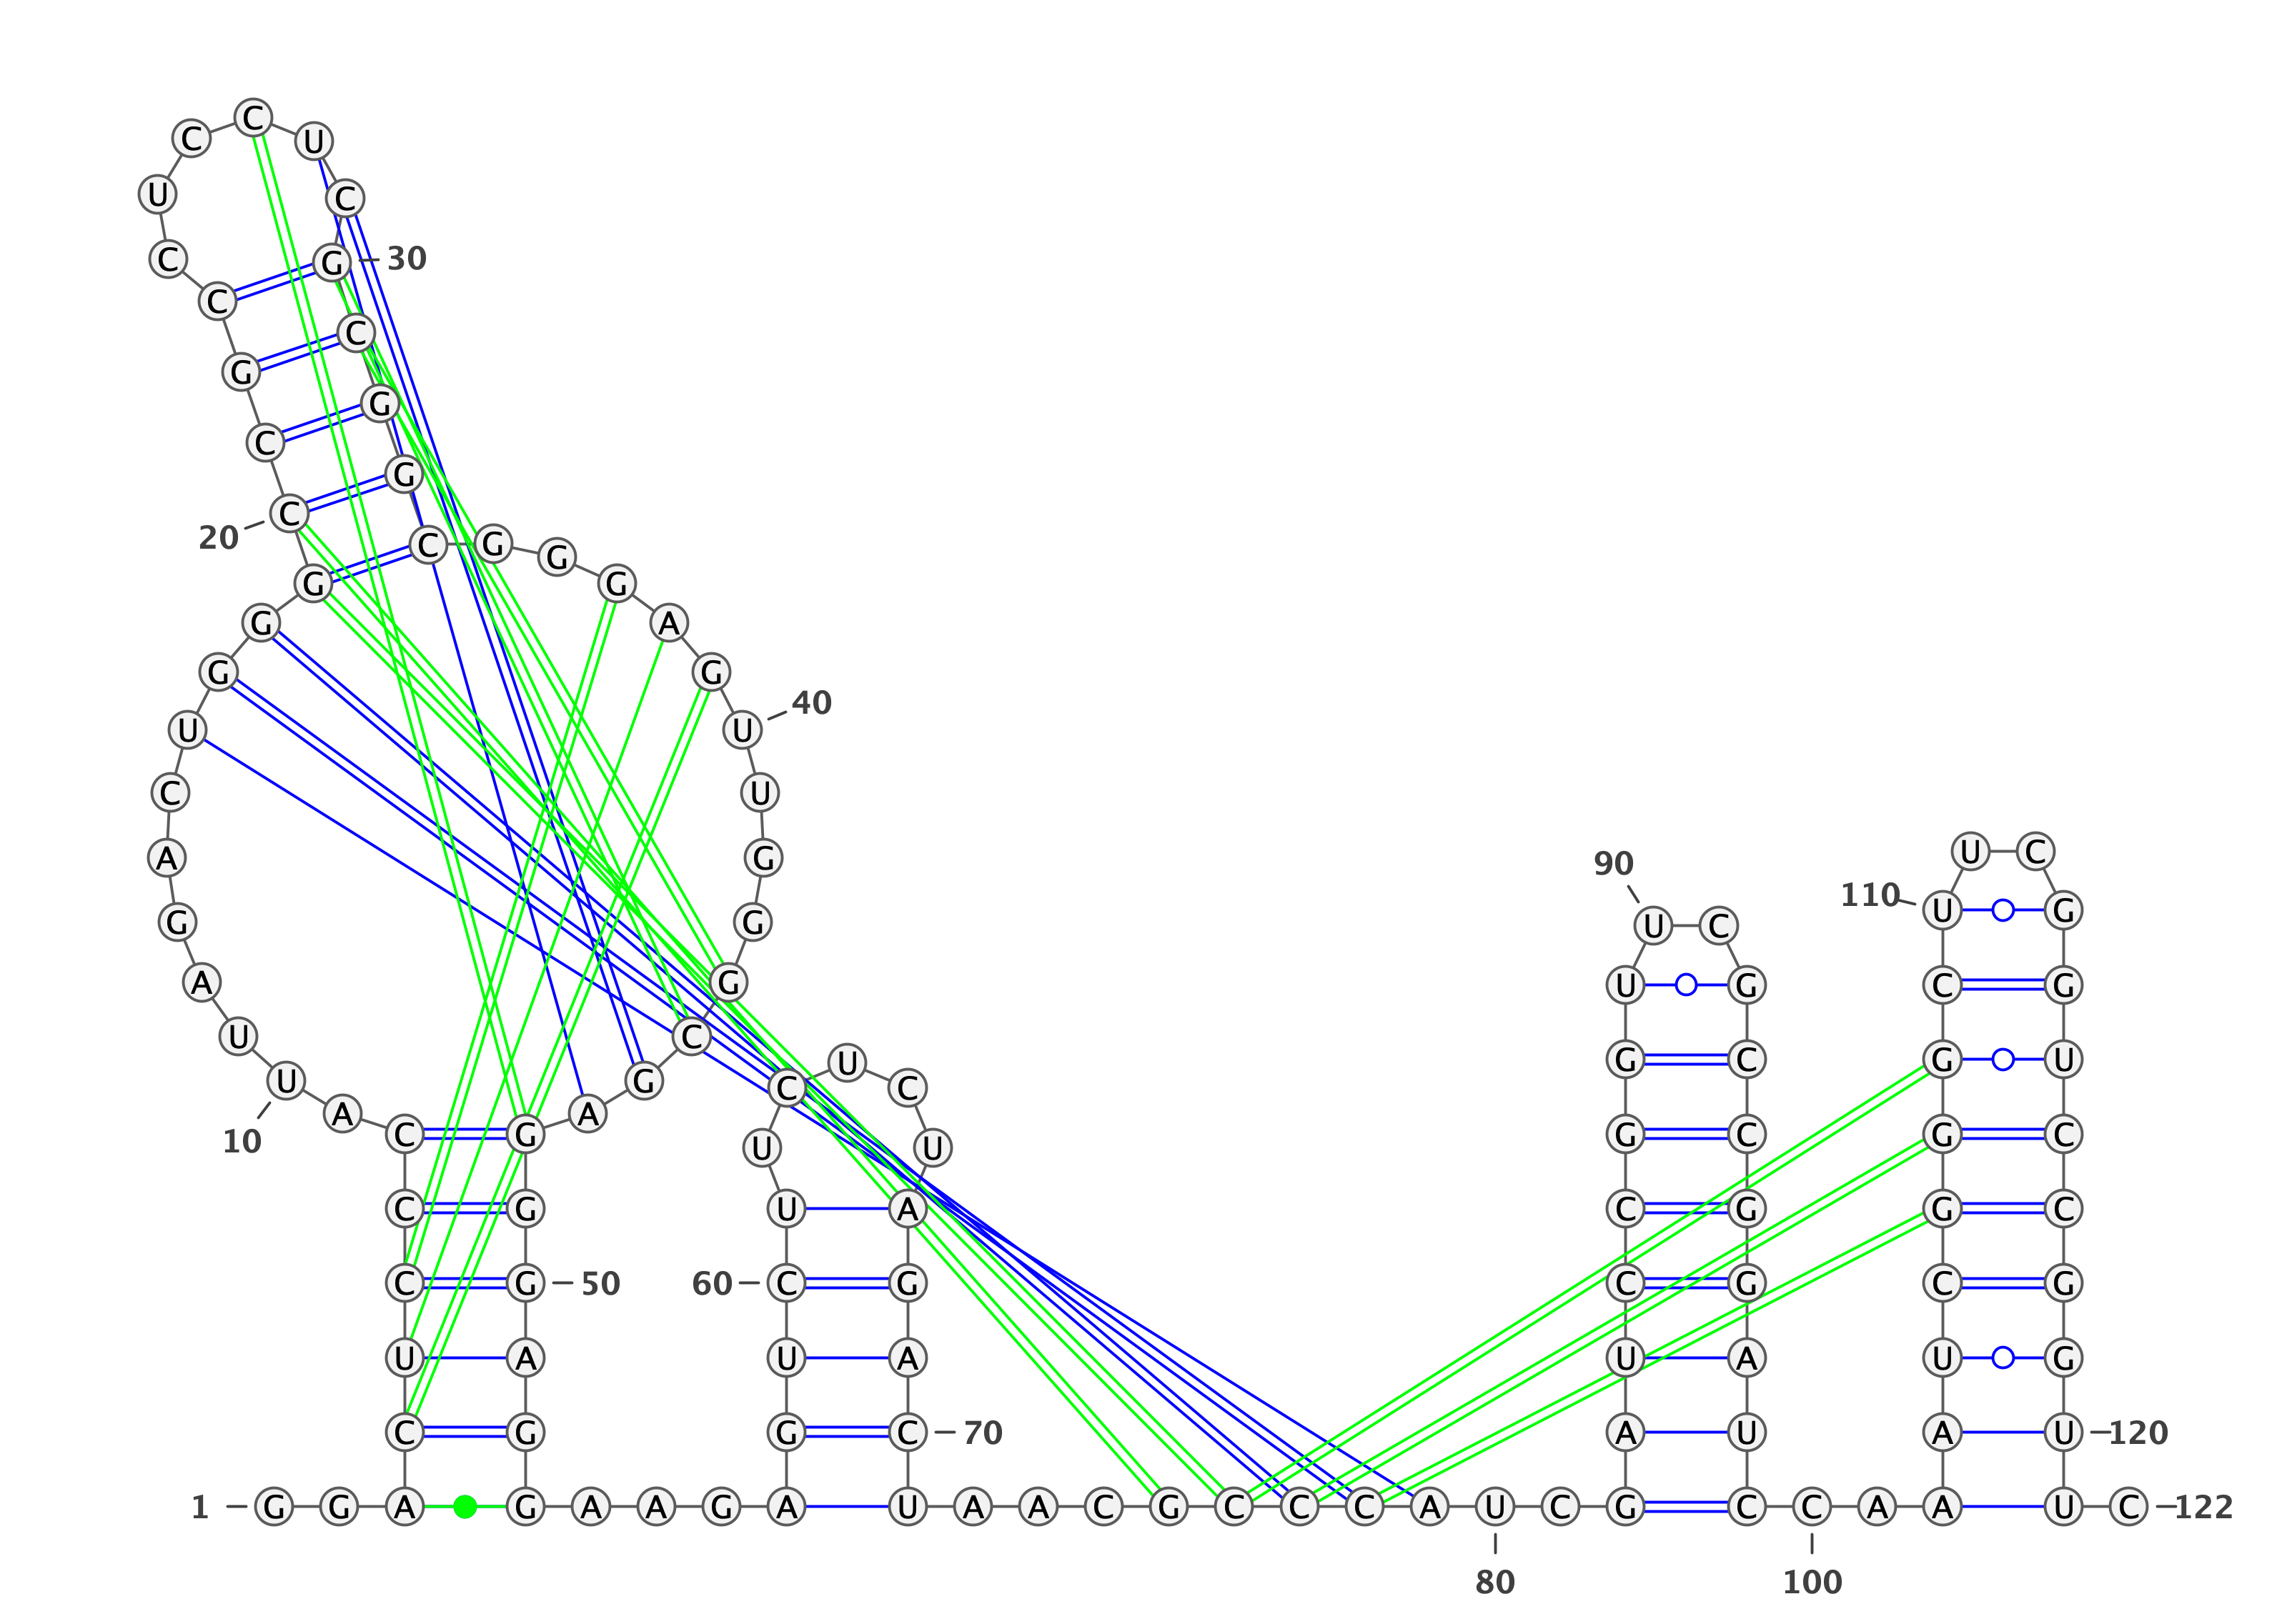 C
C U
U C
C G 30
C C
G G
C G
20 C C G G
G G
G A
G G
U U 40
C U
A G U C
90
110 U G
G G U C
A G U G C G
U C
U C U C G C G U
10 A A G
C G G C G C
U U
C G U A C G G C
C G 50 60 C G C G C G
U A U A U A U G
C G G C 70 A U A U 120
1 G G A G A A G A U A A C G C C C A U C G C C A A U C 122
80 100